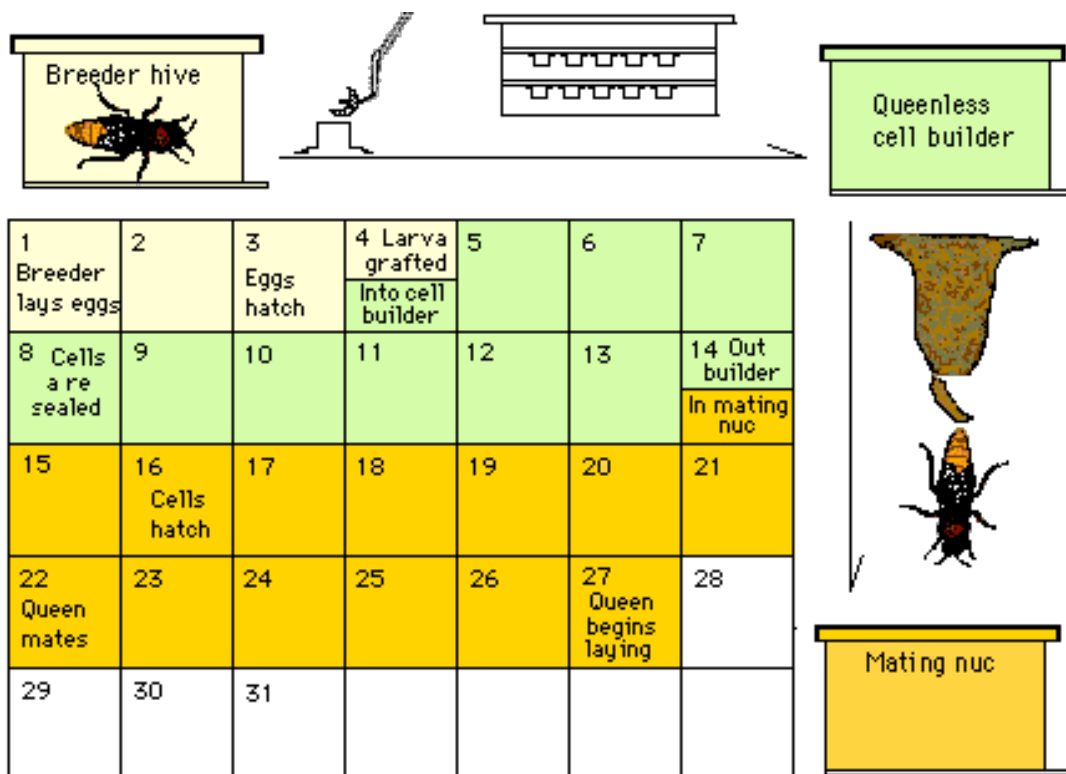 Breeder hive
Queenless
cell builder
1
Breeder
lays eggs
2
3
Eggs
hatch
4 Larva
grafted
Into cell
builder
5
6
7
8 Cells
a re
sealed
9
10
11
12
13
14 Out
builder
In mating
nuc
15
16
Cells
hatch
17
18
19
20
21
22
Queen
mates
23
24
25
26
27
Queen
begins
laying
28
29
30
31
Mating nuc